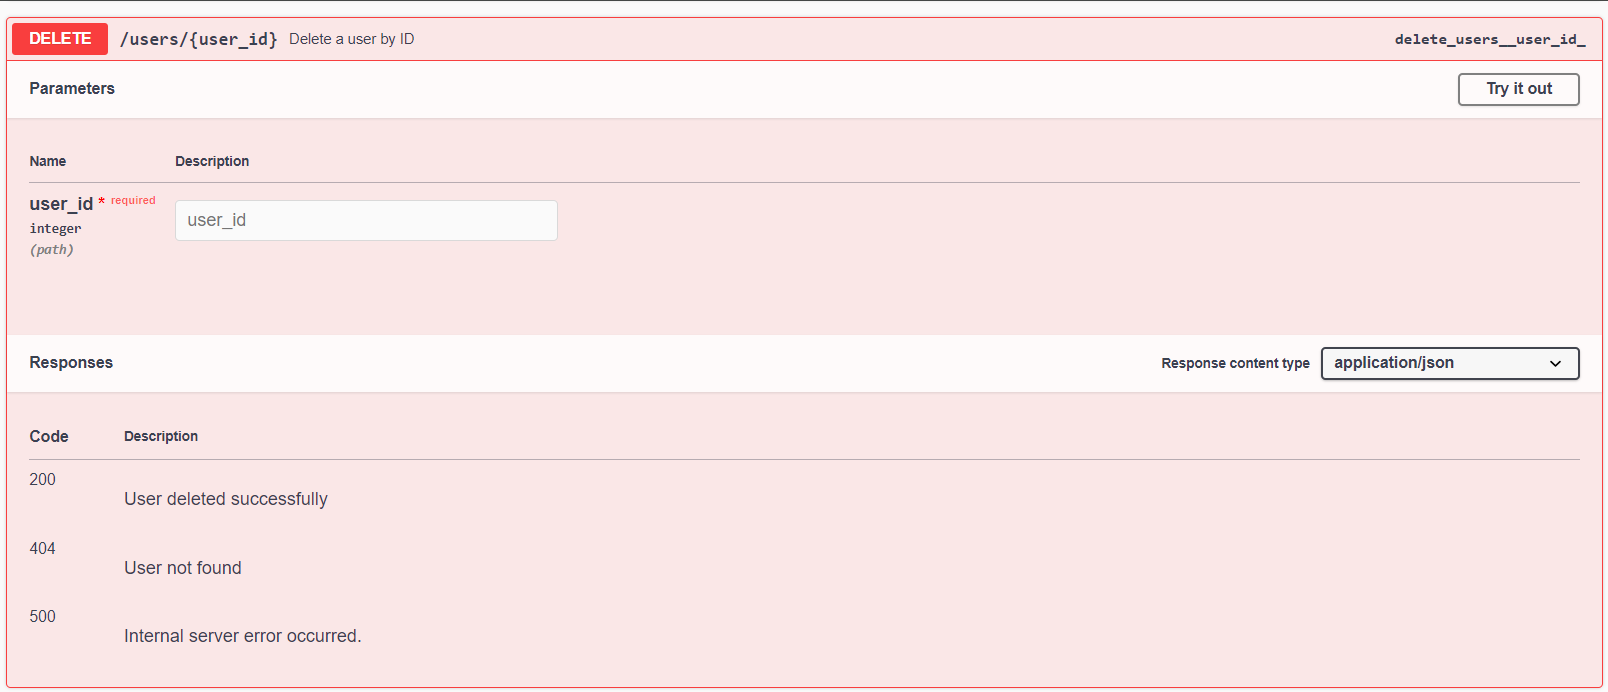 DELETE /users/{user_id} Delete a user by ID delete_users__user_id_
Parameters Try it out
Name Description
user_id * required user_id
integer
(path)
Responses Response content type application/json
Code Description
200
User deleted successfully
404
User not found
500
Internal server error occurred.